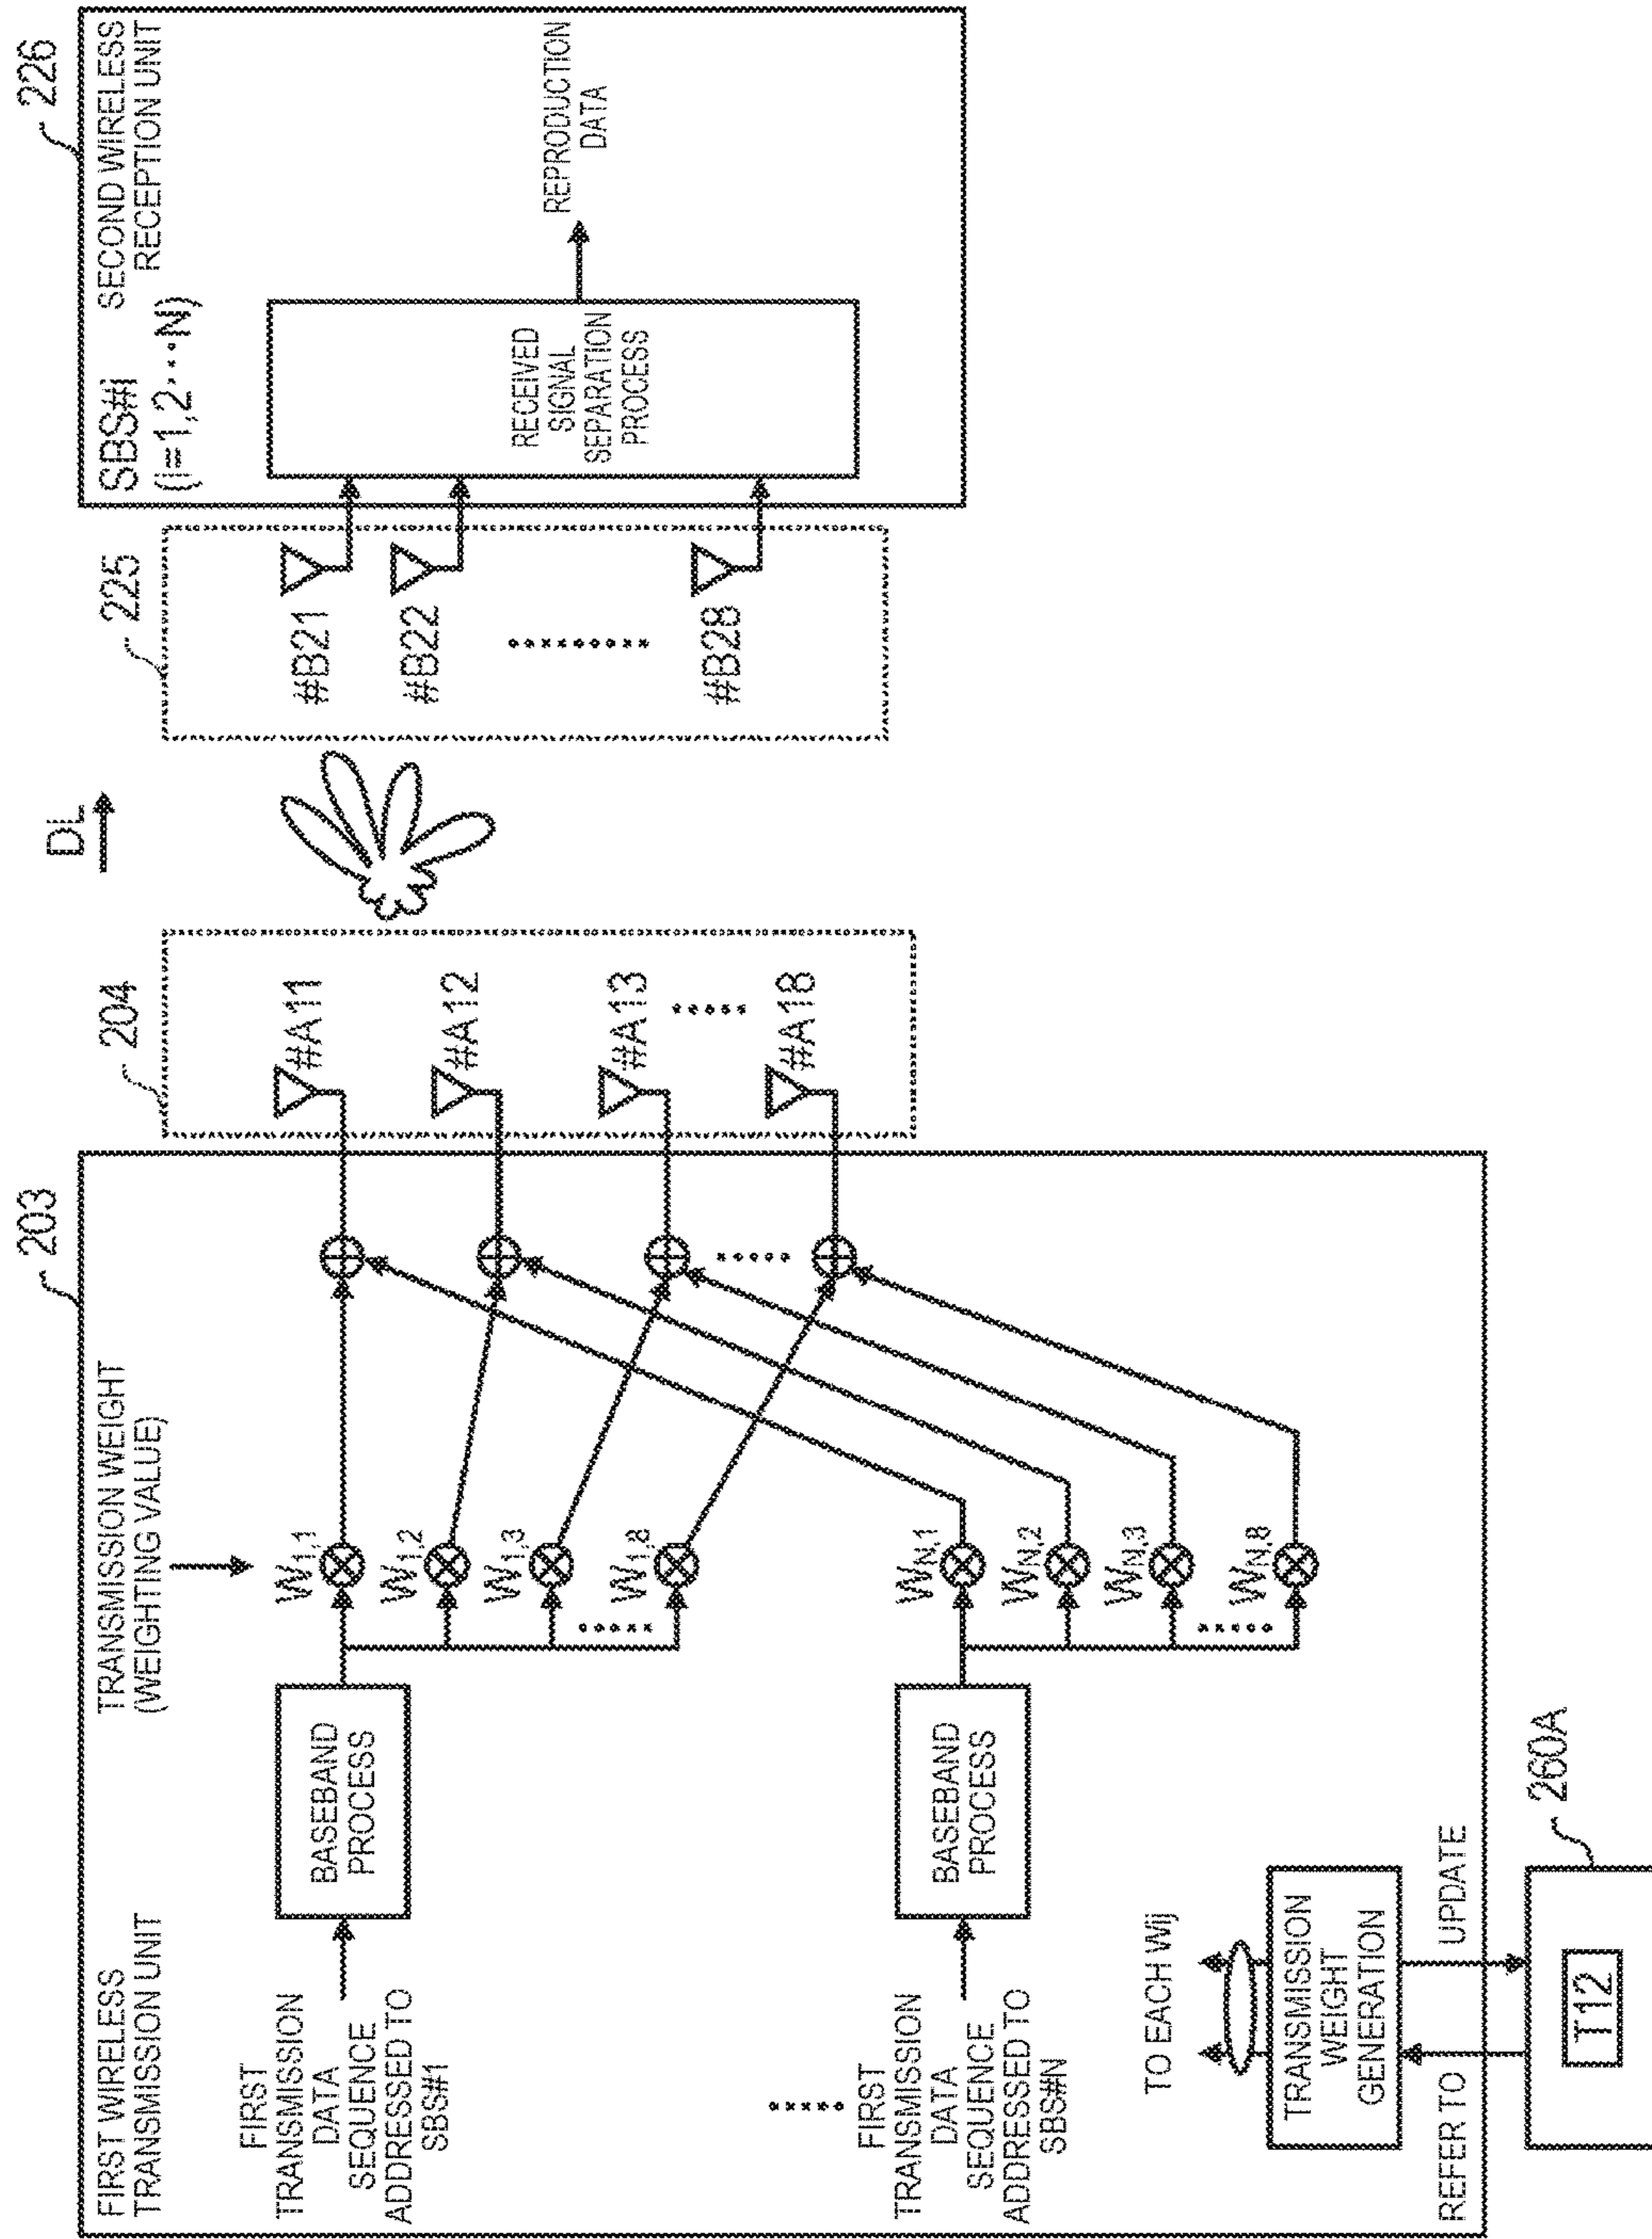 203
FIRST WIRELESS
TRANSMISSION UNIT
TRANSMISSION WEIGHT
(WEIGHTING VALUE)
FIRST
TRANSMISSION
DATA
SEQUENCE
ADDRESSED TO
SBS#1
BASEBAND
PROCESS
W1,1
W1,2
W1,3
W1,8
FIRST
TRANSMISSION
DATA
SEQUENCE
ADDRESSED TO
SBS#N
BASEBAND
PROCESS
WN,1
WN,2
WN,3
WN,8
TO EACH Wij
TRANSMISSION
WEIGHT
GENERATION
REFER TO
UPDATE
260A
T12
204
#A11
#A12
#A13
#A18
DL
225
#B21
#B22
#B28
226
SBS#i
(i=1,2···N)
SECOND WIRELESS
RECEPTION UNIT
RECEIVED
SIGNAL
SEPARATION
PROCESS
REPRODUCTION
DATA